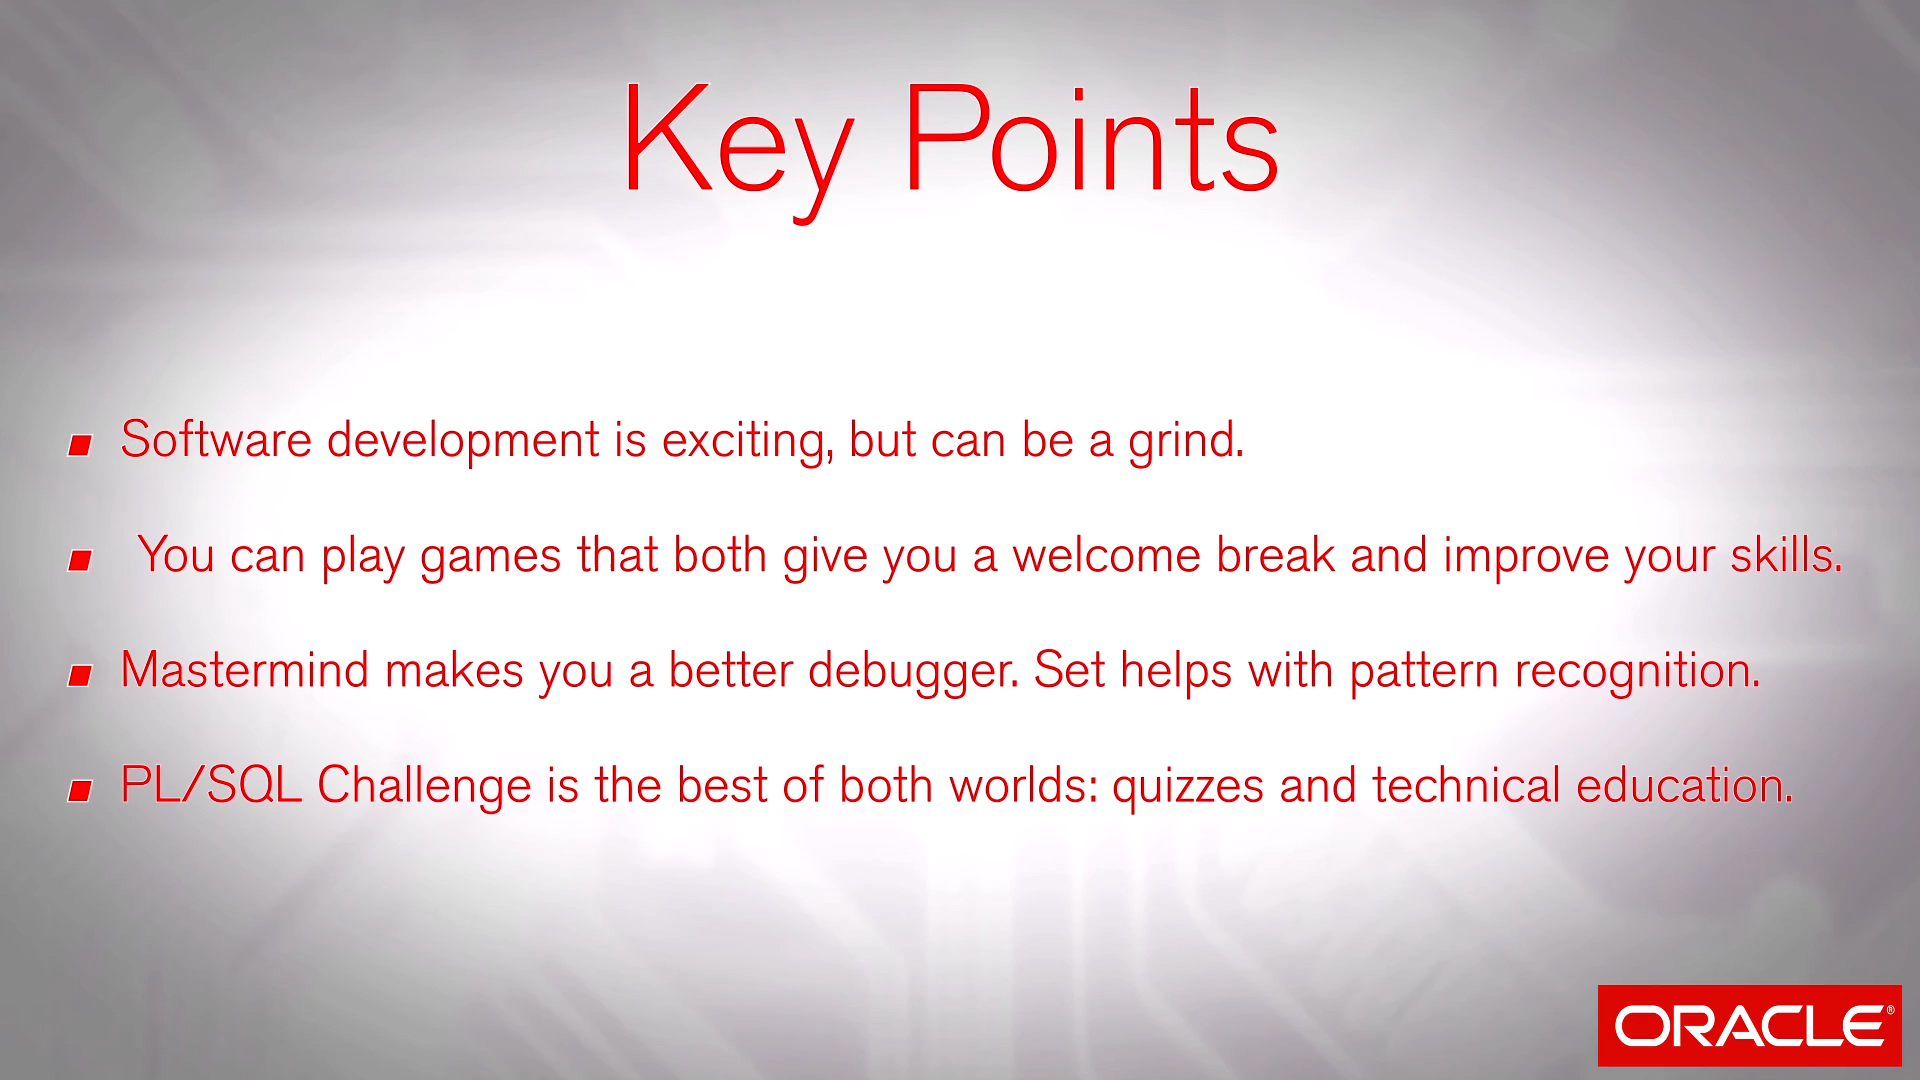 Key Points
Software development is exciting, but can be a grind.
You can play games that both give you a welcome break and improve your skills.
Mastermind makes you a better debugger. Set helps with pattern recognition.
PL/SQL Challenge is the best of both worlds: quizzes and technical education.
ORACLE®